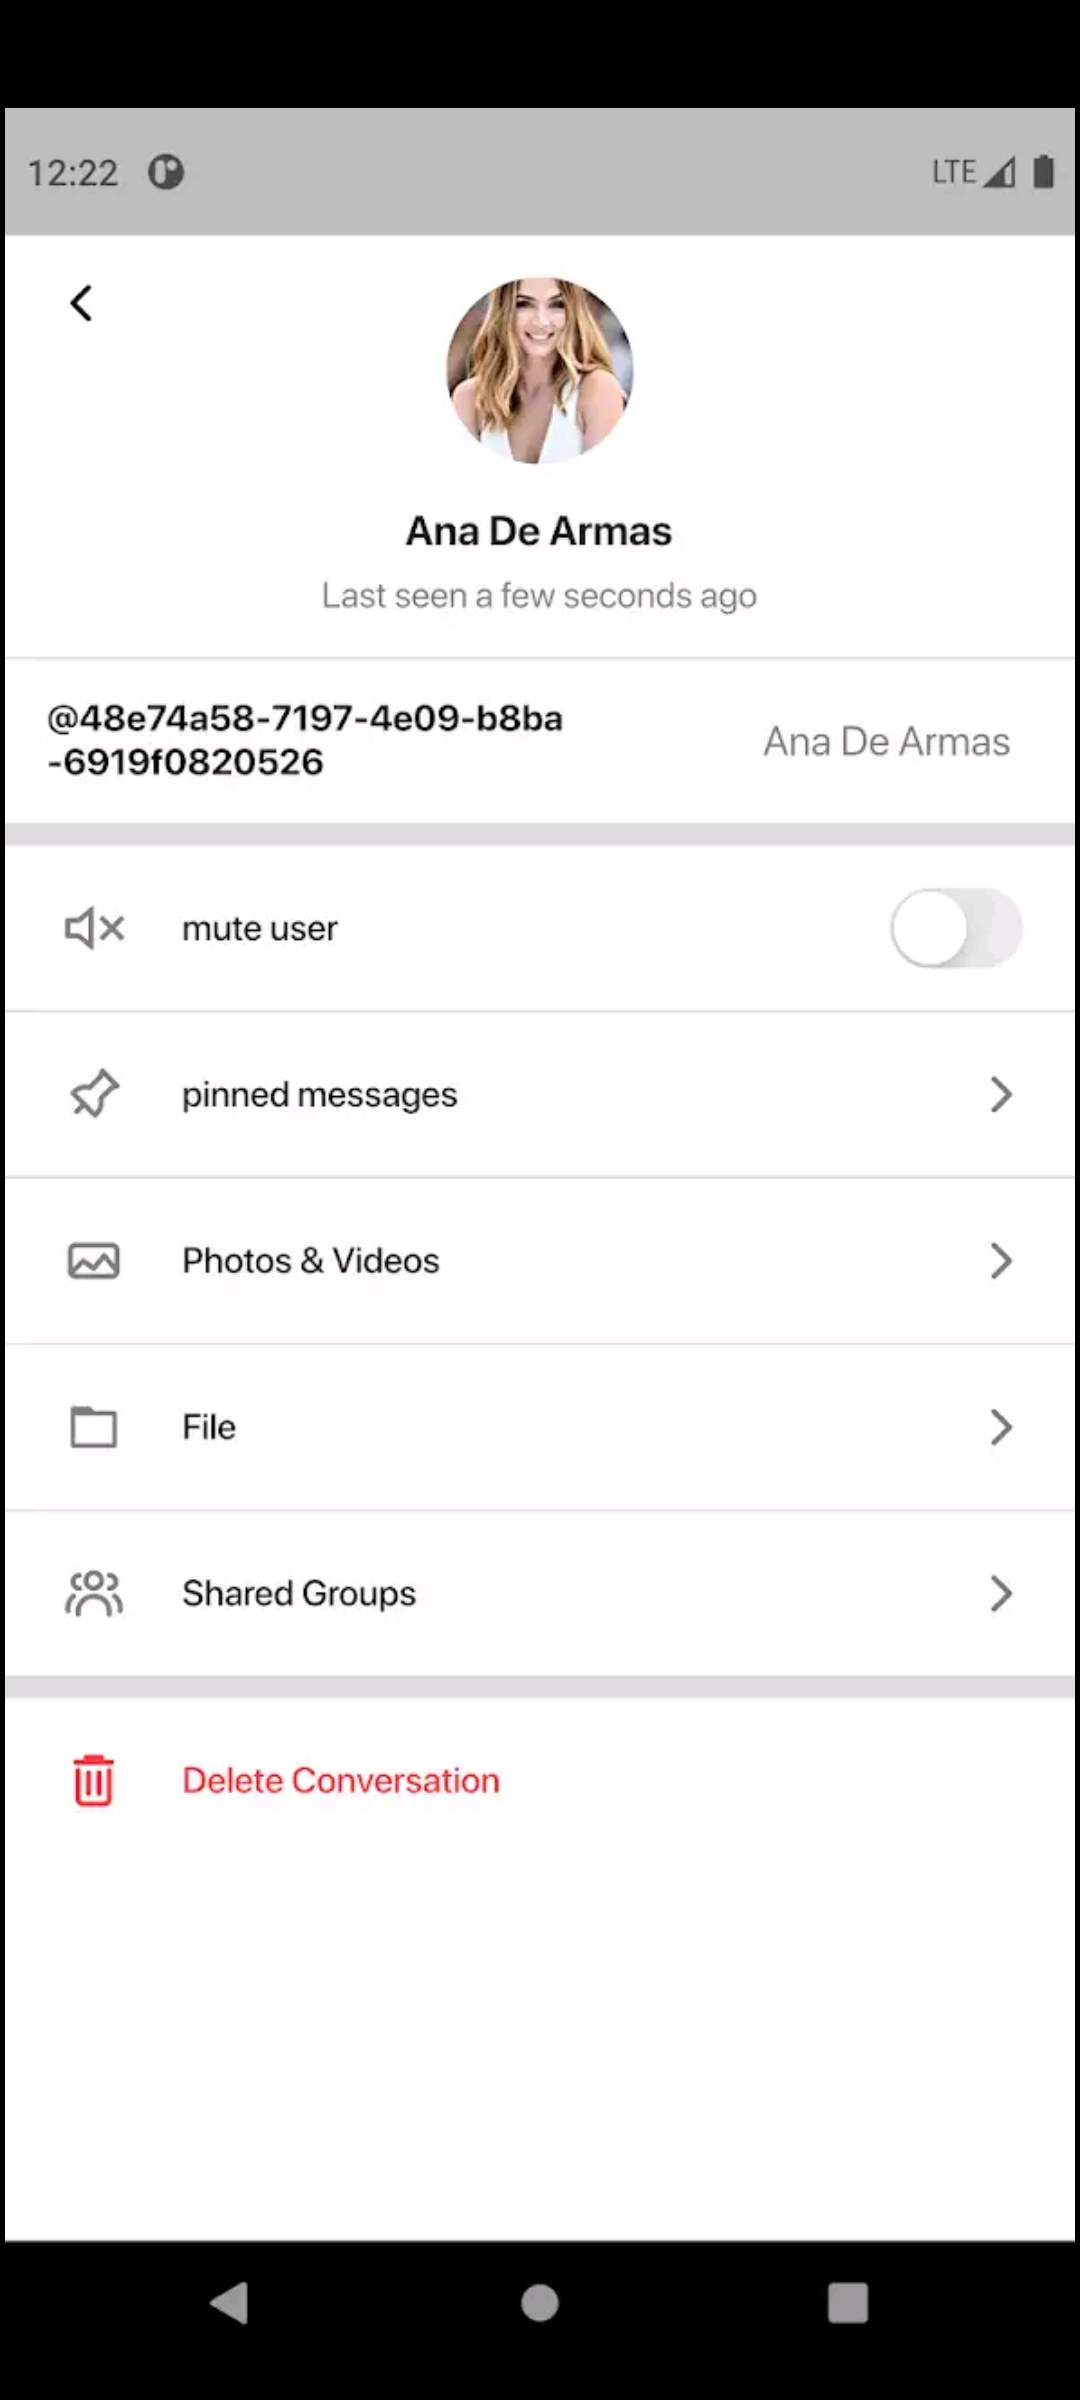 12:22
LTE
Ana De Armas
Last seen a few seconds ago
@48e74a58-7197-4e09-b8ba
-6919f0820526
Ana De Armas
mute user
pinned messages
Photos & Videos
File
Shared Groups
Delete Conversation